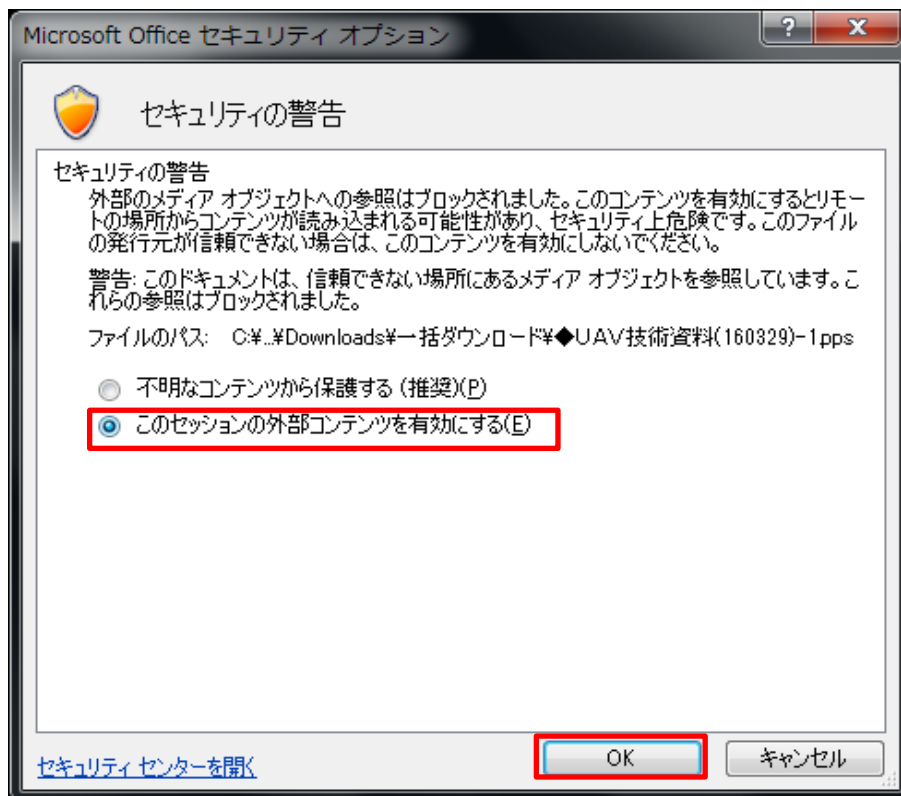 Microsoft Office セキュリティ オプション
?
x
セキュリティの警告
セキュリティの警告
外部のメディア オブジェクトへの参照はブロックされました。このコンテンツを有効にするとリモー
トの場所からコンテンツが読み込まれる可能性があり、セキュリティ上危険です。このファイル
の発行元が信頼できない場合は、このコンテンツを有効にしないでください。
警告: このドキュメントは、信頼できない場所にあるメディア オブジェクトを参照しています。こ
れらの参照はブロックされました。
ファイルのパス: C:¥...¥Downloads¥一括ダウンロード¥◆UAV技術資料(160329)-1pps
不明なコンテンツから保護する (推奨)(P)
このセッションの外部コンテンツを有効にする(E)
セキュリティ センターを開く
OK
キャンセル